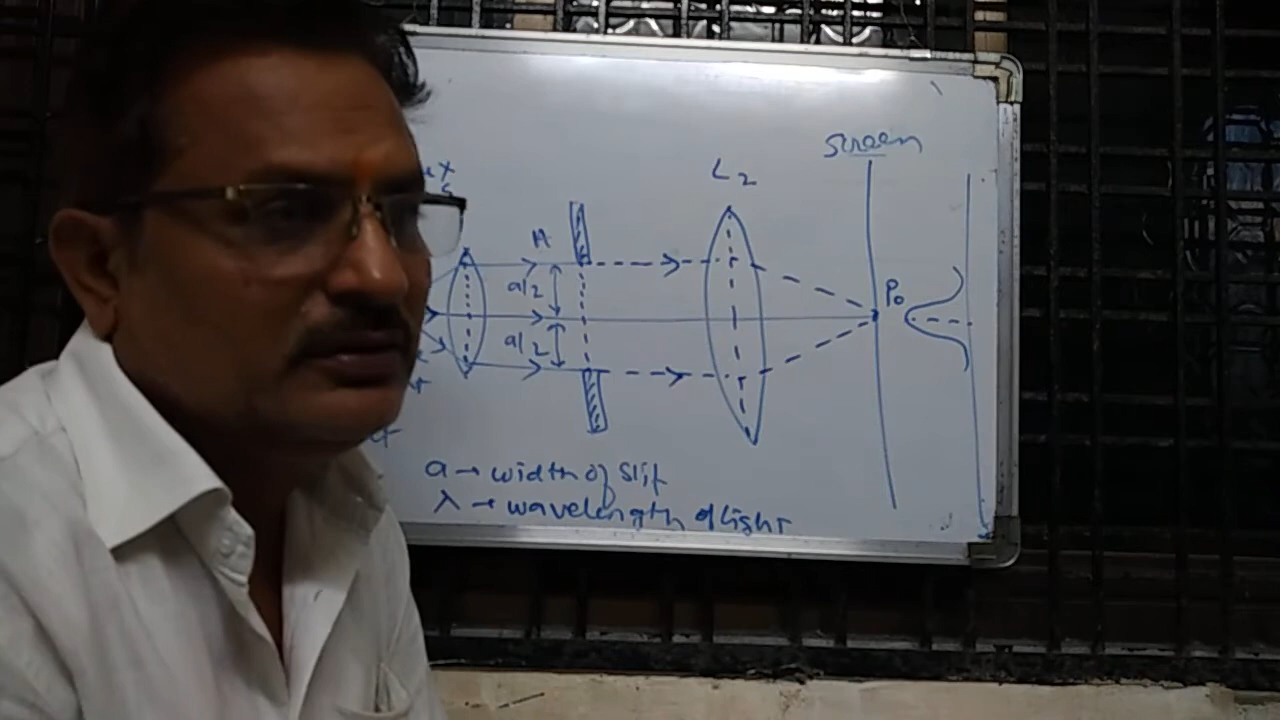 screen
L2
A
P0
a/2
a/2
a → width of slit
λ → wavelength of light